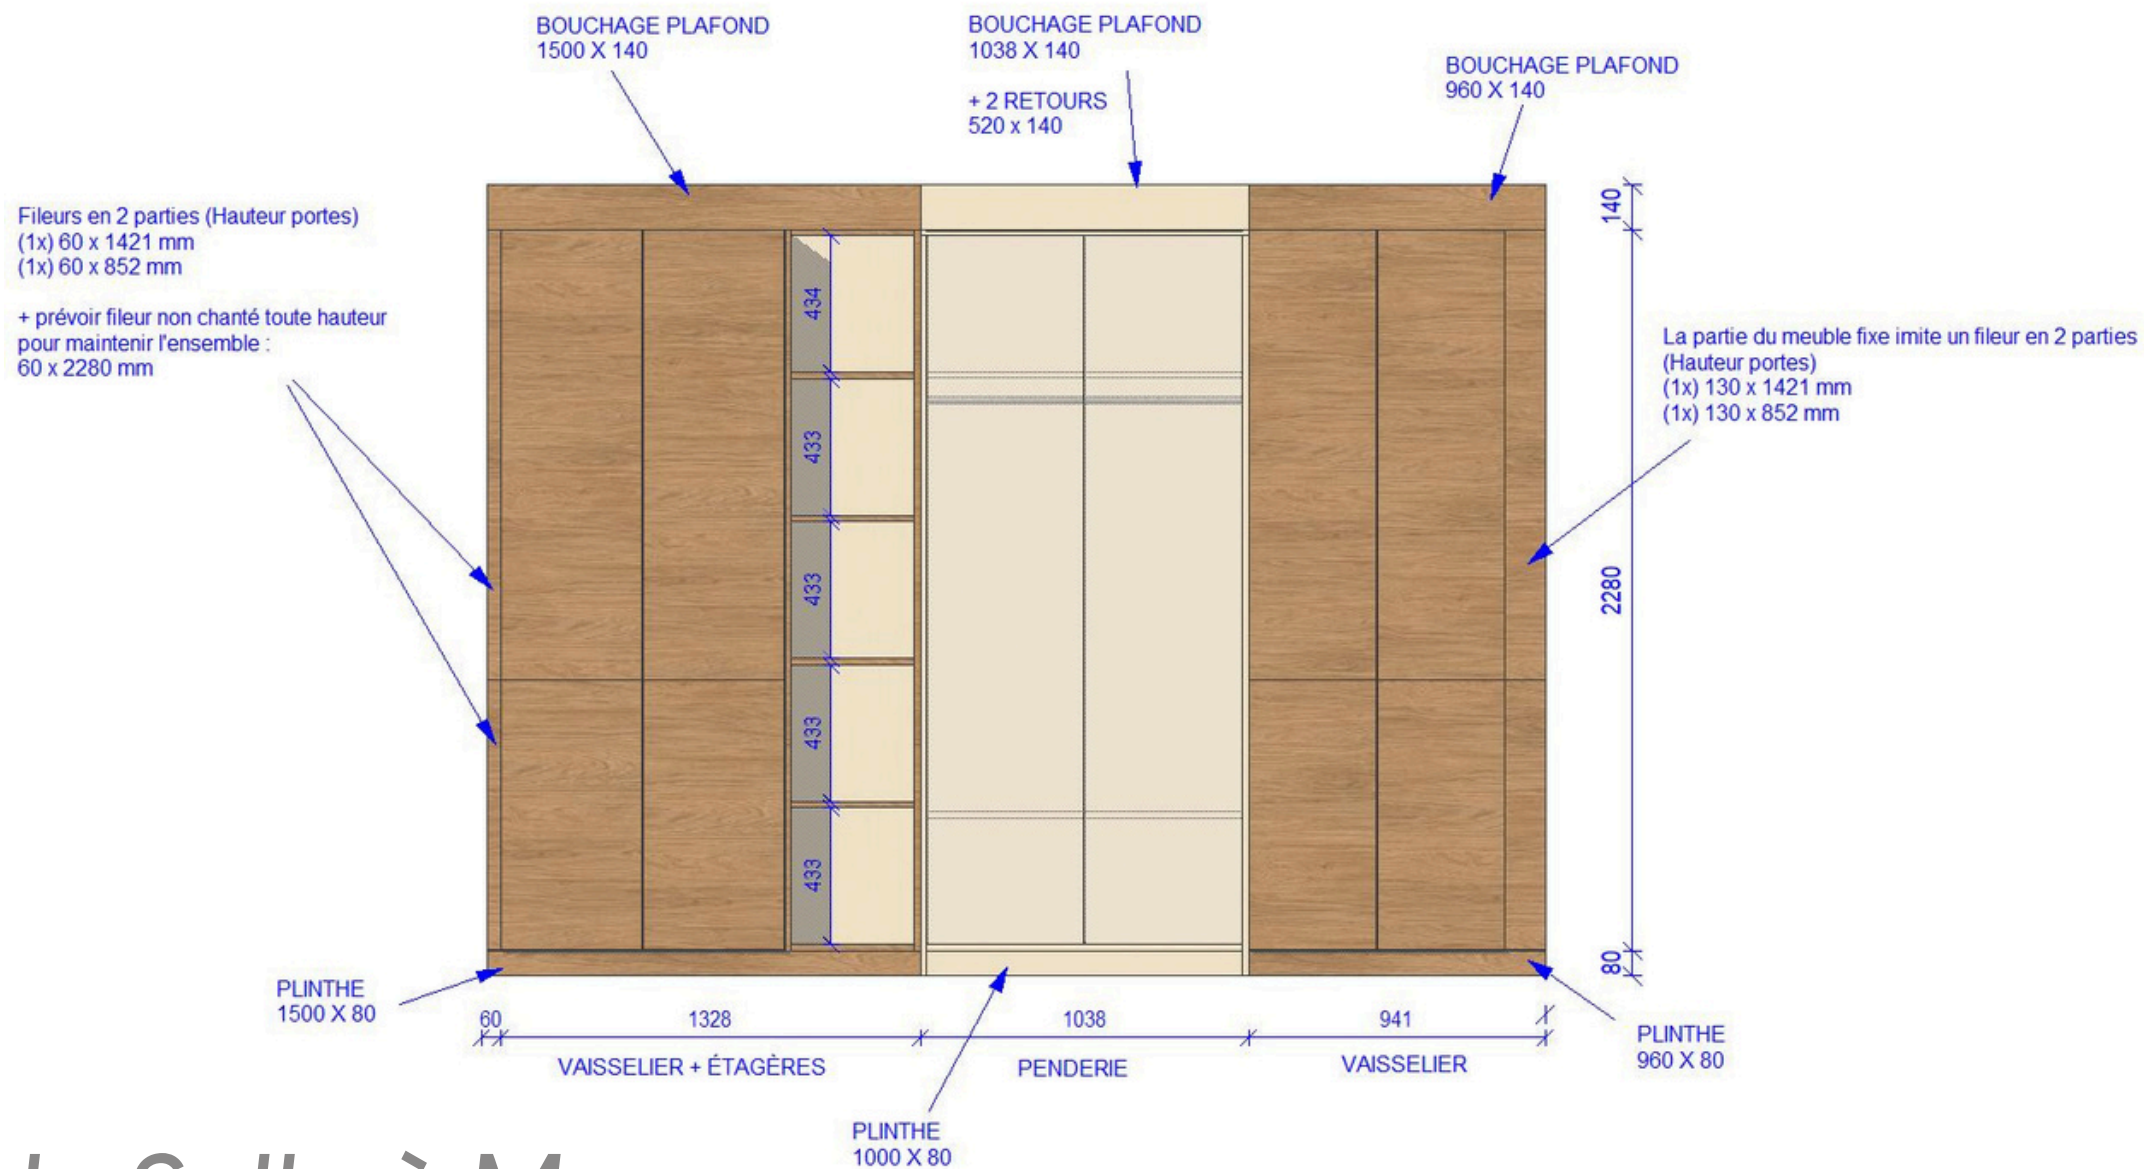 BOUCHAGE PLAFOND
1500 X 140
BOUCHAGE PLAFOND
1038 X 140
+ 2 RETOURS
520 x 140
BOUCHAGE PLAFOND
960 X 140
Fileurs en 2 parties (Hauteur portes)
(1x) 60 x 1421 mm
(1x) 60 x 852 mm
+ prévoir fileur non chanté toute hauteur
pour maintenir l'ensemble :
60 x 2280 mm
434
433
433
433
433
140
2280
80
La partie du meuble fixe imite un fileur en 2 parties
(Hauteur portes)
(1x) 130 x 1421 mm
(1x) 130 x 852 mm
PLINTHE
1500 X 80
60
1328
1038
941
VAISSELIER + ÉTAGÈRES
PENDERIE
VAISSELIER
PLINTHE
960 X 80
PLINTHE
1000 X 80